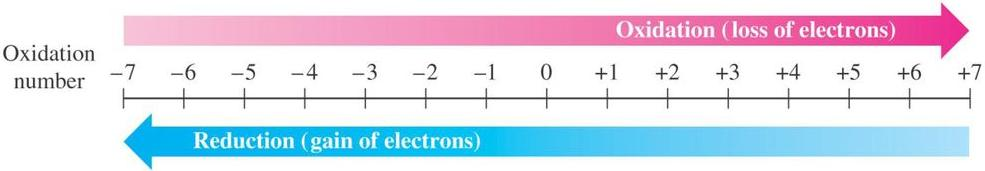 Oxidation (loss of electrons)
Oxidation
number
−7 −6 −5 −4 −3 −2 −1 0 +1 +2 +3 +4 +5 +6 +7
Reduction (gain of electrons)